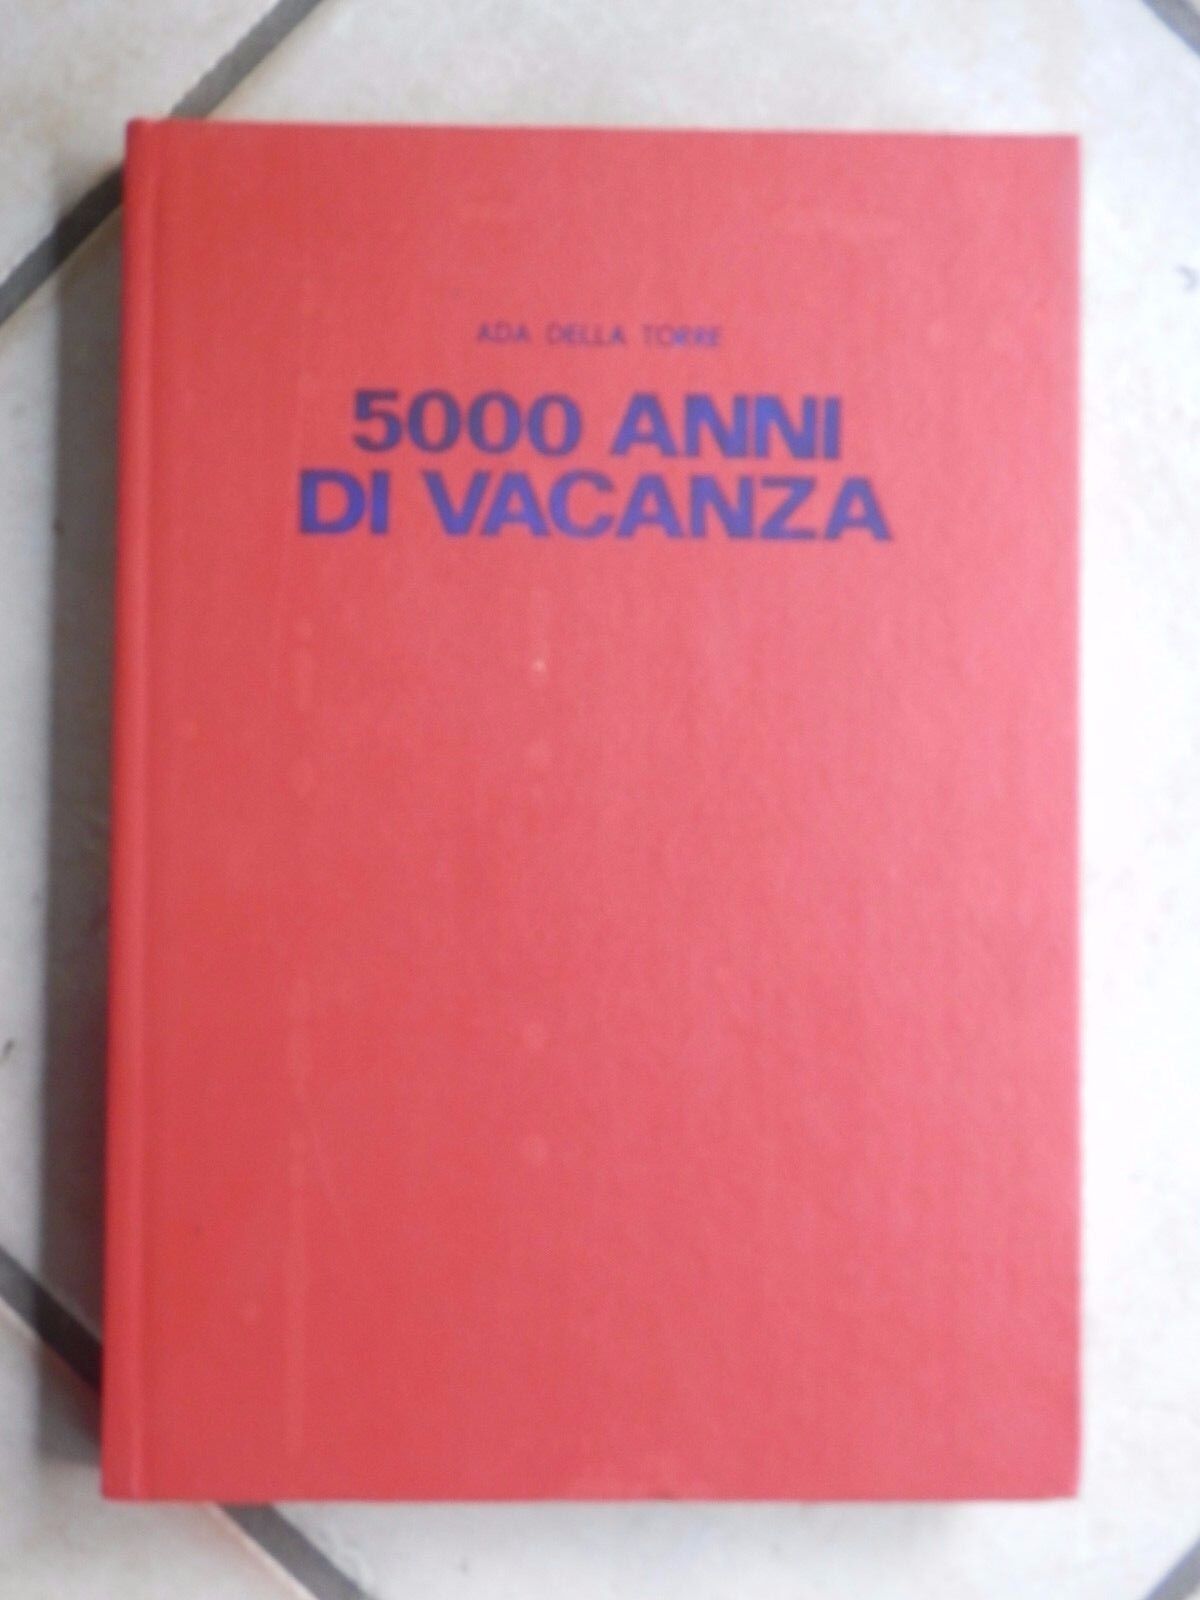 ADA DELLA TORRE
5000 ANNI
DI VACANZA